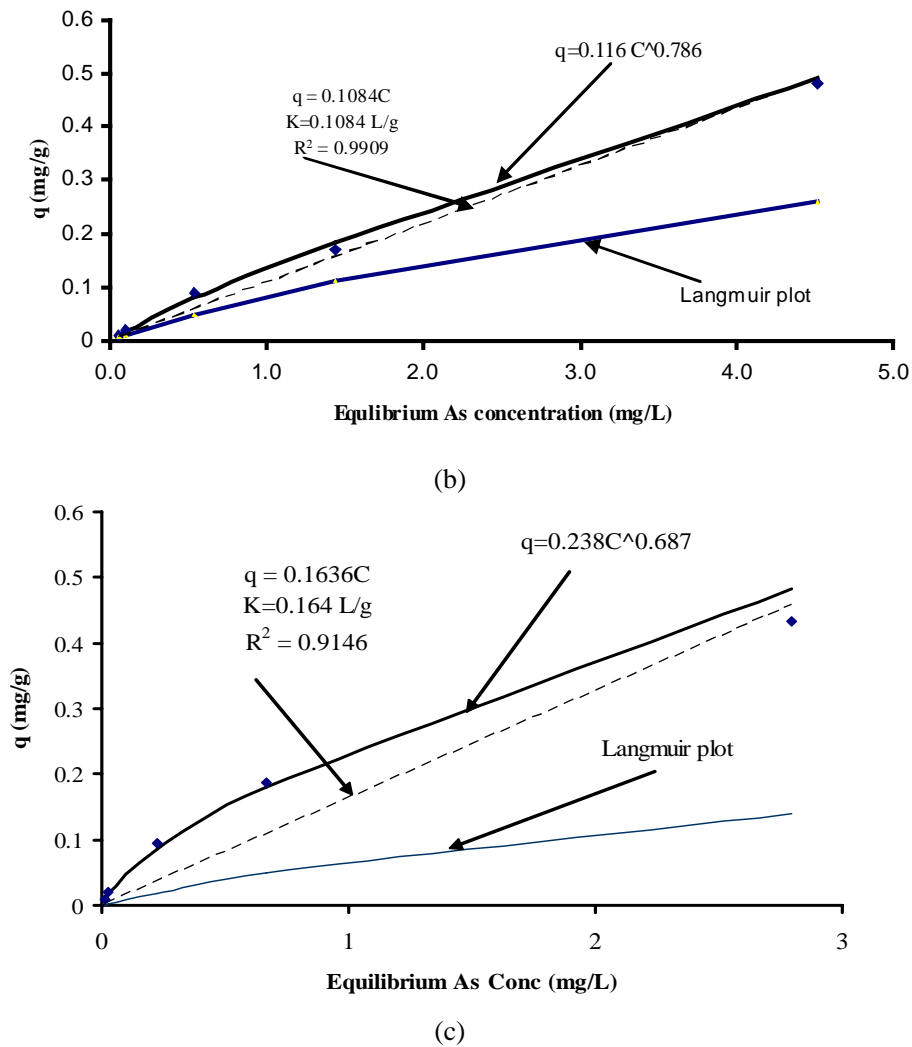 0.6
0.5
0.4
0.3
0.2
0.1
0
q (mg/g)
q=0.116 C^0.786
q = 0.1084C
K=0.1084 L/g
R² = 0.9909
Langmuir plot
0.0 1.0 2.0 3.0 4.0 5.0
Equlibrium As concentration (mg/L)
(b)
0.6
0.5
0.4
0.3
0.2
0.1
0
q (mg/g)
q=0.238C^0.687
q = 0.1636C
K=0.164 L/g
R² = 0.9146
Langmuir plot
0 1 2 3
Equilibrium As Conc (mg/L)
(c)